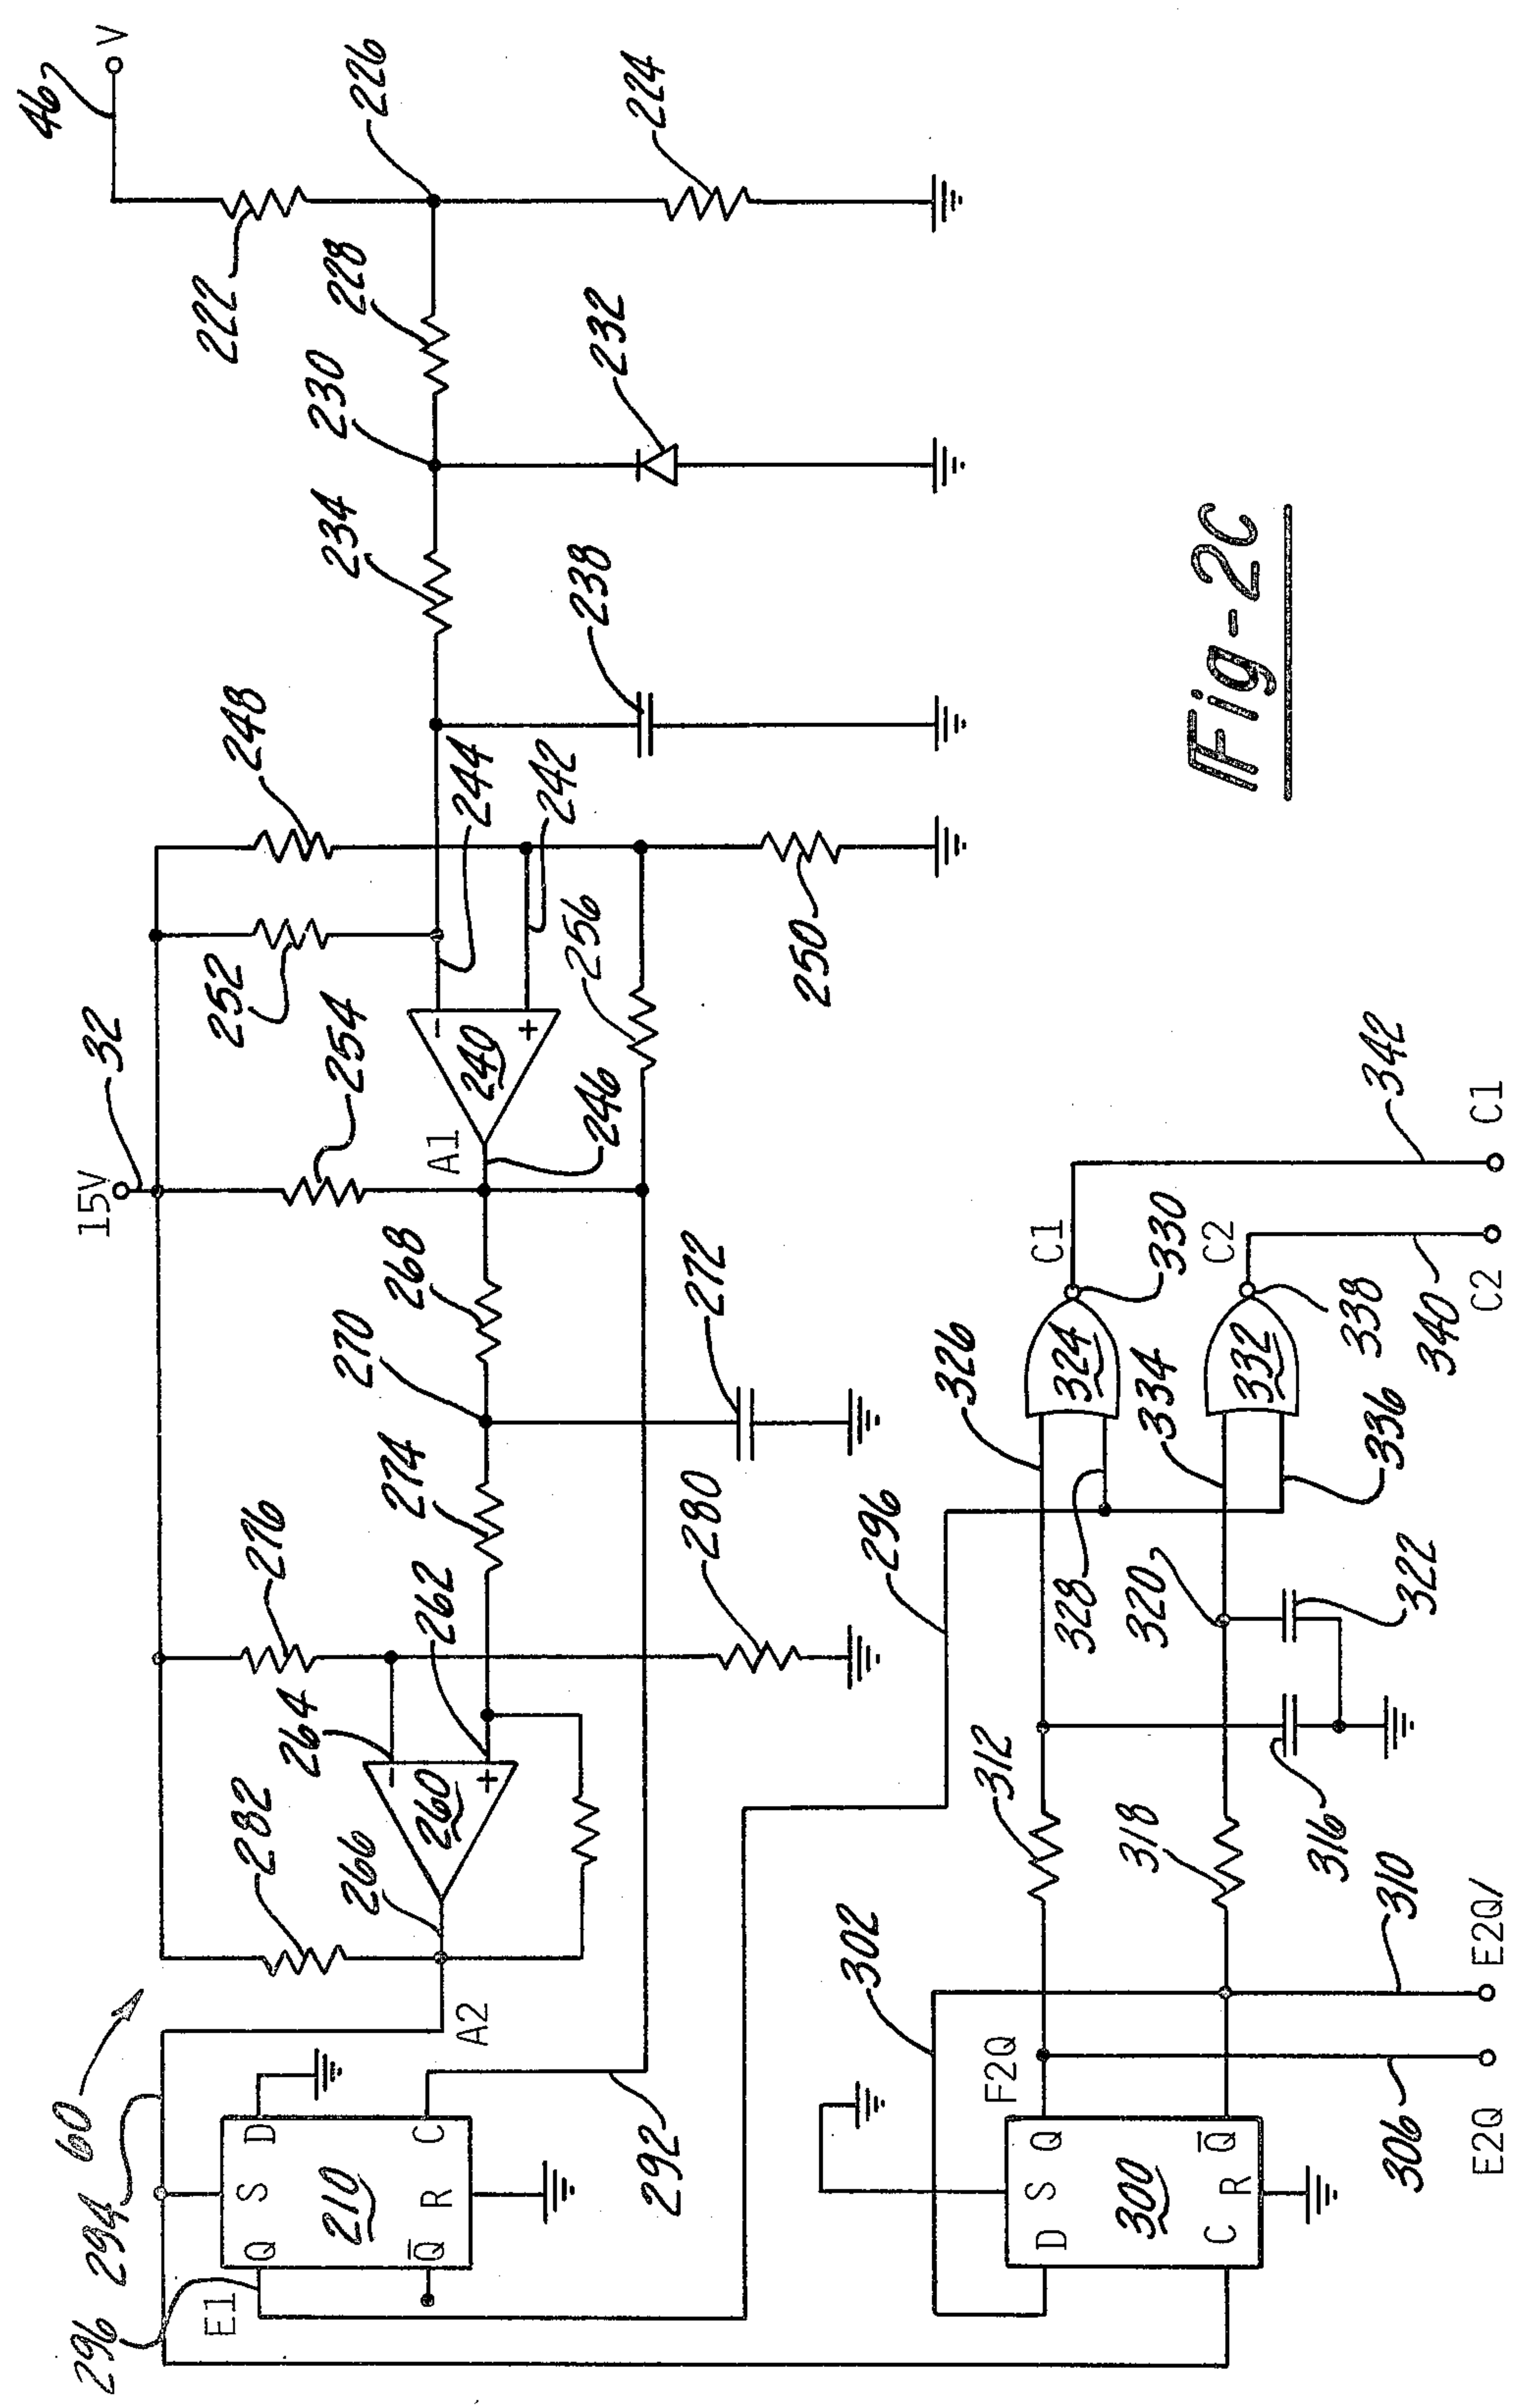 46
V
222
226
224
228
230
232
234
238
248
244
242
252
256
250
254
32
15V
-
+
240
A1
246
268
270
272
274
276
280
262
264
-
+
260
282
266
60
A2
294
D
S
C
Q
210
R
Q̅
292
296
E1
296
326
324
C1
330
342
C1
C2
328
334
332
338
340
C2
336
320
322
312
318
316
310
302
F2Q
E2Q/
306
E2Q
Q
S
D
300
Q̅
R
C
Fig-2C